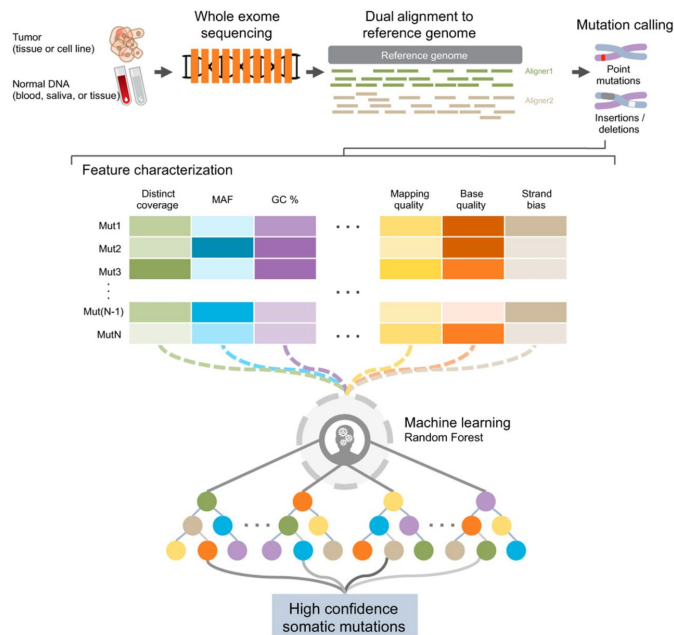 Tumor
(tissue or cell line)
Normal DNA
(blood, saliva, or tissue)
Whole exome
sequencing
Dual alignment to
reference genome
Reference genome
Aligner1
Aligner2
Mutation calling
Point
mutations
Insertions /
deletions
Feature characterization
Distinct
coverage
MAF
GC %
Mapping
quality
Base
quality
Strand
bias
Mut1
Mut2
Mut3
Mut(N-1)
MutN
Machine learning
Random Forest
High confidence
somatic mutations